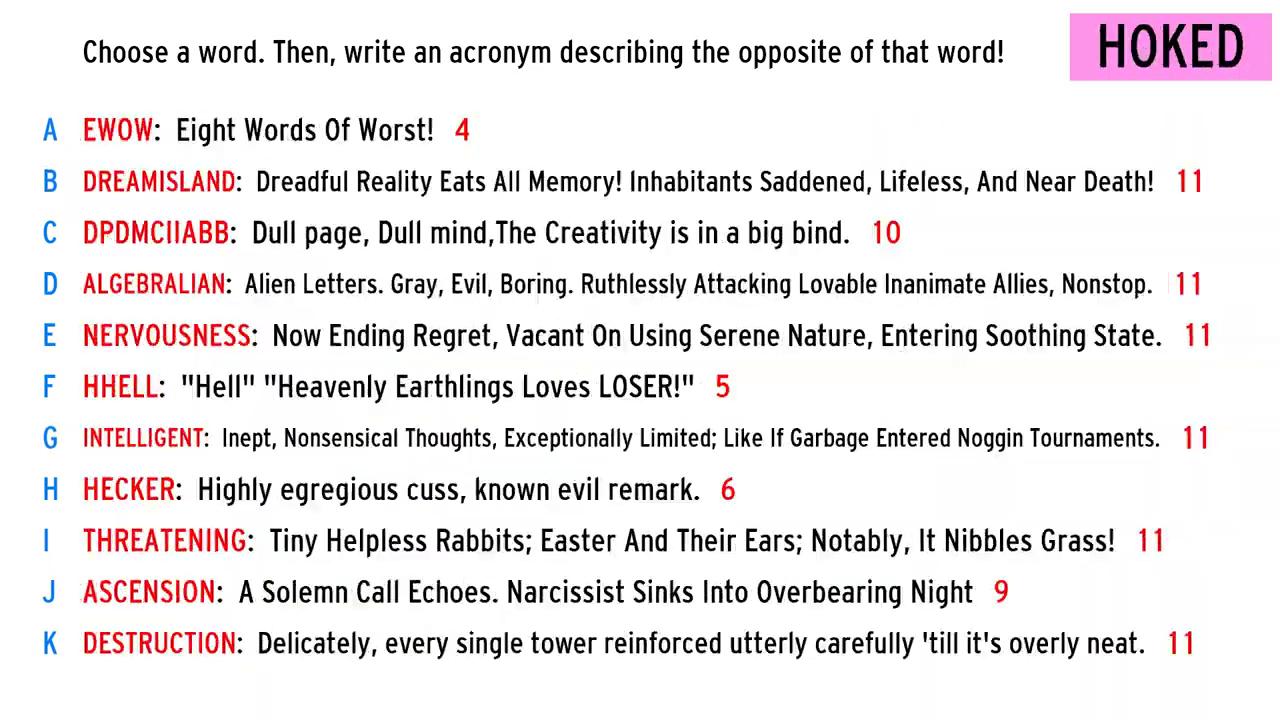 Choose a word. Then, write an acronym describing the opposite of that word!
HOKED
A EWOW: Eight Words Of Worst! 4
B DREAMISLAND: Dreadful Reality Eats All Memory! Inhabitants Saddened, Lifeless, And Near Death! 11
C DPDMCIIABB: Dull page, Dull mind,The Creativity is in a big bind. 10
D ALGEBRALIAN: Alien Letters. Gray, Evil, Boring. Ruthlessly Attacking Lovable Inanimate Allies, Nonstop. 11
E NERVOUSNESS: Now Ending Regret, Vacant On Using Serene Nature, Entering Soothing State. 11
F HHELL: "Hell" "Heavenly Earthlings Loves LOSER!" 5
G INTELLIGENT: Inept, Nonsensical Thoughts, Exceptionally Limited; Like If Garbage Entered Noggin Tournaments. 11
H HECKER: Highly egregious cuss, known evil remark. 6
I THREATENING: Tiny Helpless Rabbits; Easter And Their Ears; Notably, It Nibbles Grass! 11
J ASCENSION: A Solemn Call Echoes. Narcissist Sinks Into Overbearing Night 9
K DESTRUCTION: Delicately, every single tower reinforced utterly carefully 'till it's overly neat. 11